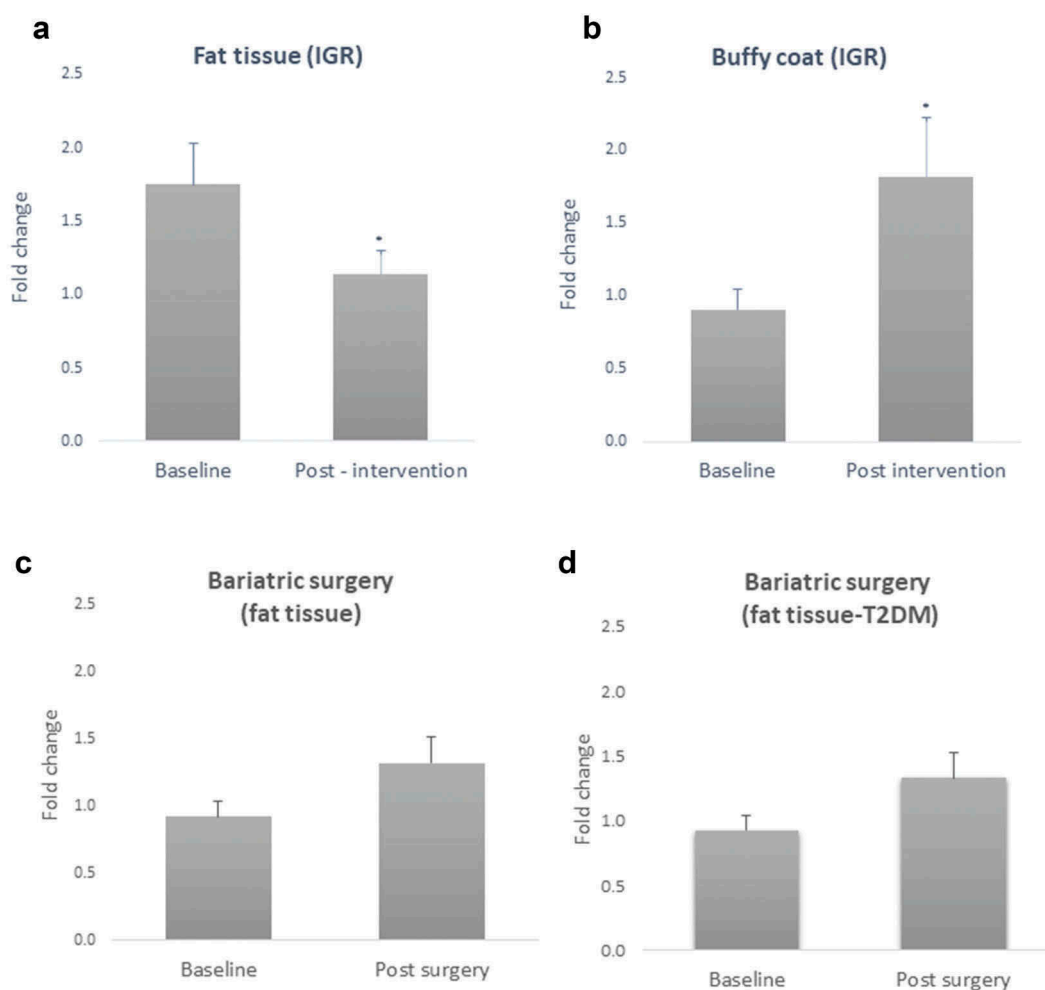 a
Fat tissue (IGR)
2.5
2.0
1.5
1.0
0.5
0.0
Fold change
*
Baseline
Post - intervention
b
Buffy coat (IGR)
2.5
2.0
1.5
1.0
0.5
0.0
Fold change
*
Baseline
Post intervention
c
Bariatric surgery
(fat tissue)
2.5
2.0
1.5
1.0
0.5
0.0
Fold change
Baseline
Post surgery
d
Bariatric surgery
(fat tissue-T2DM)
2.5
2.0
1.5
1.0
0.5
0.0
Fold change
Baseline
Post surgery